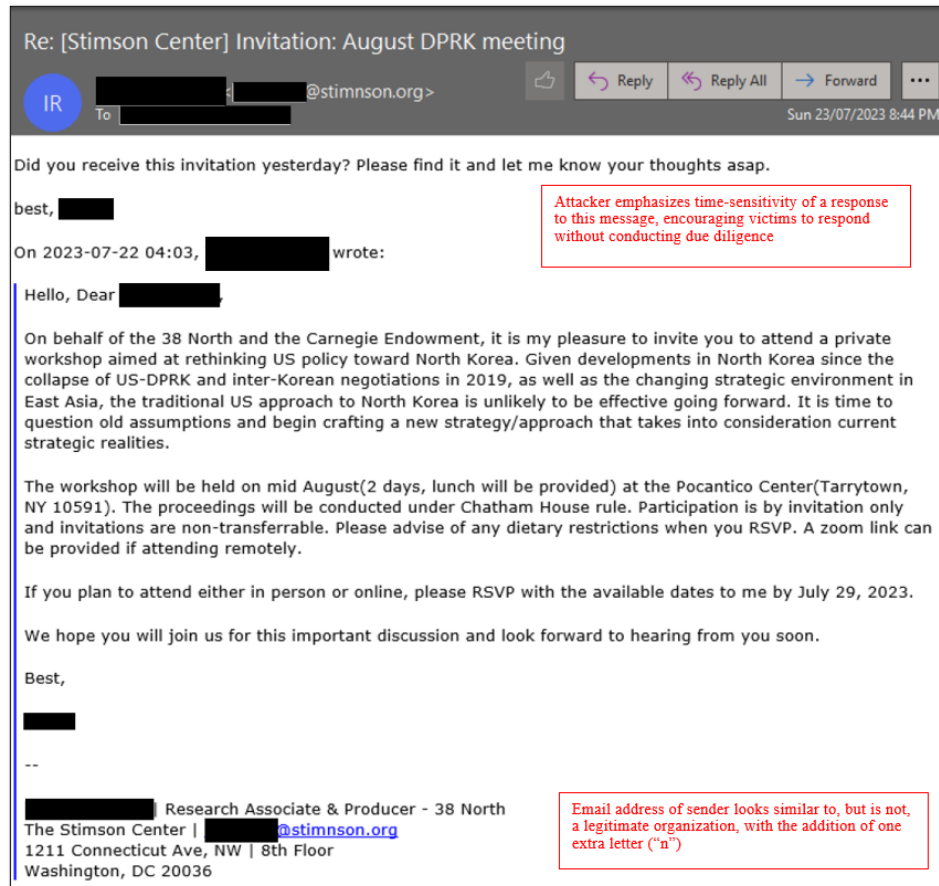 Re: [Stimson Center] Invitation: August DPRK meeting
IR
< @stimnson.org>
To
Reply
Reply All
Forward
Sun 23/07/2023 8:44 PM
Did you receive this invitation yesterday? Please find it and let me know your thoughts asap.
best,
Attacker emphasizes time-sensitivity of a response
to this message, encouraging victims to respond
without conducting due diligence
On 2023-07-22 04:03, wrote:
Hello, Dear ,
On behalf of the 38 North and the Carnegie Endowment, it is my pleasure to invite you to attend a private
workshop aimed at rethinking US policy toward North Korea. Given developments in North Korea since the
collapse of US-DPRK and inter-Korean negotiations in 2019, as well as the changing strategic environment in
East Asia, the traditional US approach to North Korea is unlikely to be effective going forward. It is time to
question old assumptions and begin crafting a new strategy/approach that takes into consideration current
strategic realities.
The workshop will be held on mid August(2 days, lunch will be provided) at the Pocantico Center(Tarrytown,
NY 10591). The proceedings will be conducted under Chatham House rule. Participation is by invitation only
and invitations are non-transferrable. Please advise of any dietary restrictions when you RSVP. A zoom link can
be provided if attending remotely.
If you plan to attend either in person or online, please RSVP with the available dates to me by July 29, 2023.
We hope you will join us for this important discussion and look forward to hearing from you soon.
Best,
--
| Research Associate & Producer - 38 North
The Stimson Center | @stimnson.org
1211 Connecticut Ave, NW | 8th Floor
Washington, DC 20036
Email address of sender looks similar to, but is not,
a legitimate organization, with the addition of one
extra letter ("n")